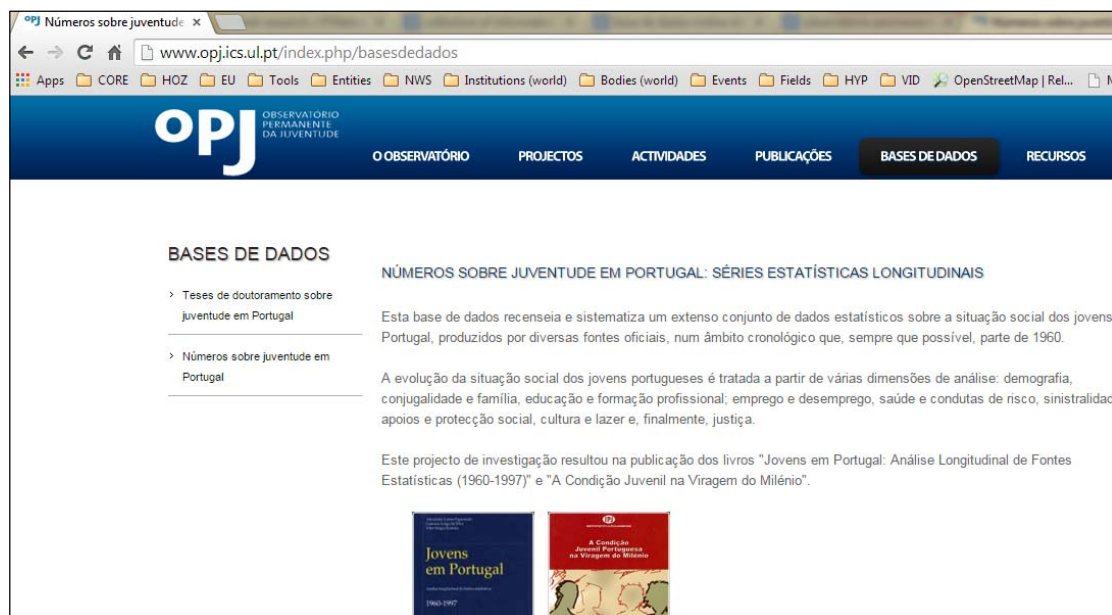 OPJ Números sobre juventude ×
www.opj.ics.ul.pt/index.php/basesdedados
Apps CORE HOZ EU Tools Entities NWS Institutions (world) Bodies (world) Events Fields HYP VID OpenStreetMap | Rel...
OPJ
OBSERVATÓRIO
PERMANENTE
DA JUVENTUDE
O OBSERVATÓRIO PROJECTOS ACTIVIDADES PUBLICAÇÕES BASES DE DADOS RECURSOS
BASES DE DADOS
Teses de doutoramento sobre
juventude em Portugal
Números sobre juventude em
Portugal
NÚMEROS SOBRE JUVENTUDE EM PORTUGAL: SÉRIES ESTATÍSTICAS LONGITUDINAIS
Esta base de dados recenseia e sistematiza um extenso conjunto de dados estatísticos sobre a situação social dos jovens
Portugal, produzidos por diversas fontes oficiais, num âmbito cronológico que, sempre que possível, parte de 1960.
A evolução da situação social dos jovens portugueses é tratada a partir de várias dimensões de análise: demografia,
conjugalidade e família, educação e formação profissional; emprego e desemprego, saúde e condutas de risco, sinistralidad
apoios e protecção social, cultura e lazer e, finalmente, justiça.
Este projecto de investigação resultou na publicação dos livros "Jovens em Portugal: Análise Longitudinal de Fontes
Estatísticas (1960-1997)" e "A Condição Juvenil na Viragem do Milénio".
Jovens
em Portugal
1960-1997
OPJ
A Condição
Juvenil Portuguesa
na Viragem do Milénio